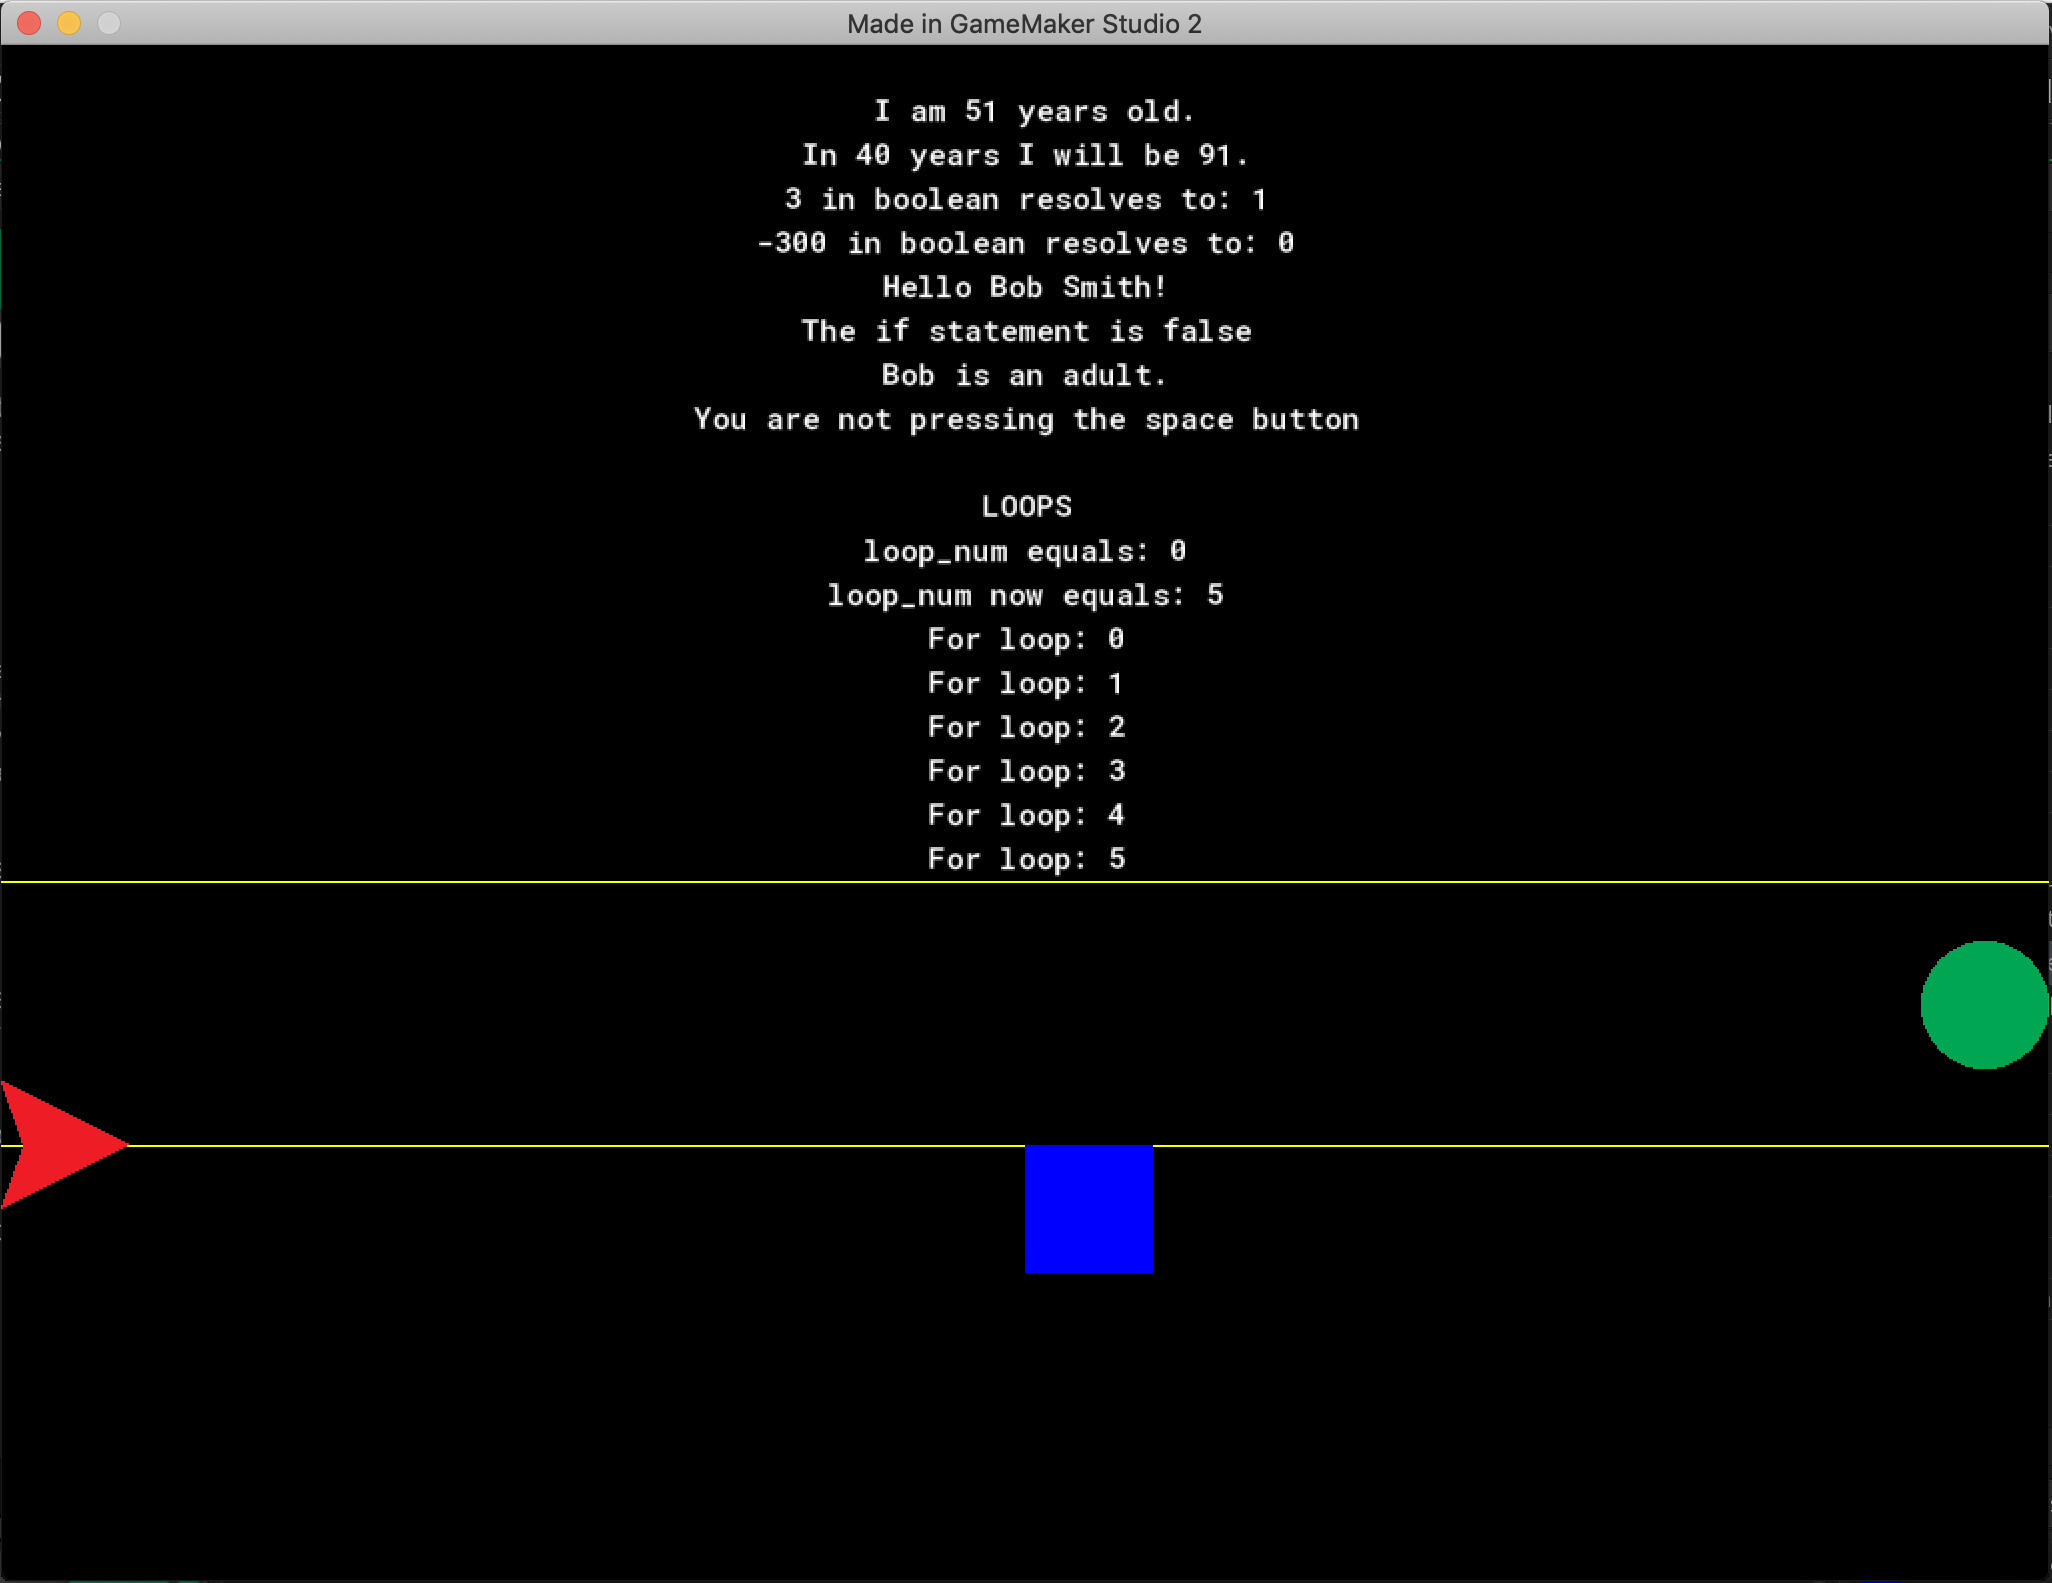 Made in GameMaker Studio 2
I am 51 years old.
In 40 years I will be 91.
3 in boolean resolves to: 1
-300 in boolean resolves to: 0
Hello Bob Smith!
The if statement is false
Bob is an adult.
You are not pressing the space button
LOOPS
loop_num equals: 0
loop_num now equals: 5
For loop: 0
For loop: 1
For loop: 2
For loop: 3
For loop: 4
For loop: 5